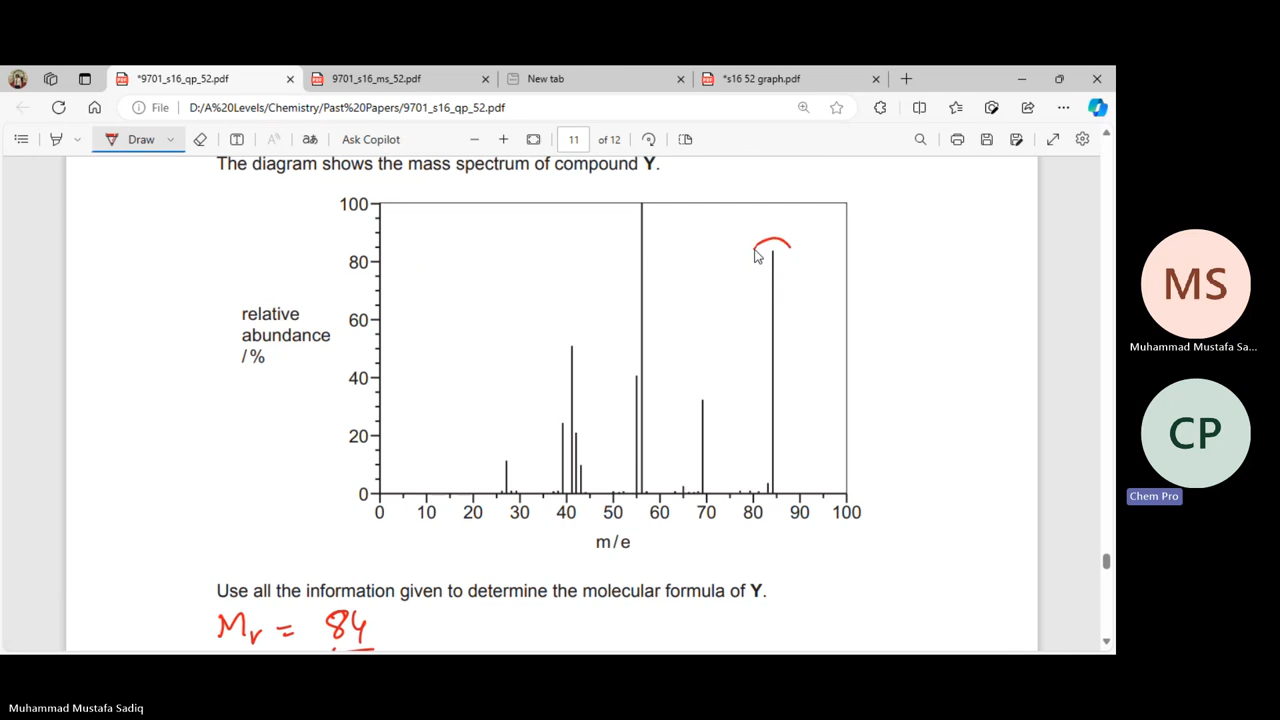 *9701_s16_qp_52.pdf
9701_s16_ms_52.pdf
New tab
*s16 52 graph.pdf
File
D:/A%20Levels/Chemistry/Past%20Papers/9701_s16_qp_52.pdf
Draw
Ask Copilot
11
of 12
The diagram shows the mass spectrum of compound Y.
100
80
60
40
20
0
relative
abundance
/ %
0 10 20 30 40 50 60 70 80 90 100
m / e
Use all the information given to determine the molecular formula of Y.
Mr = 84
MS
Muhammad Mustafa Sa...
CP
Chem Pro
Muhammad Mustafa Sadiq